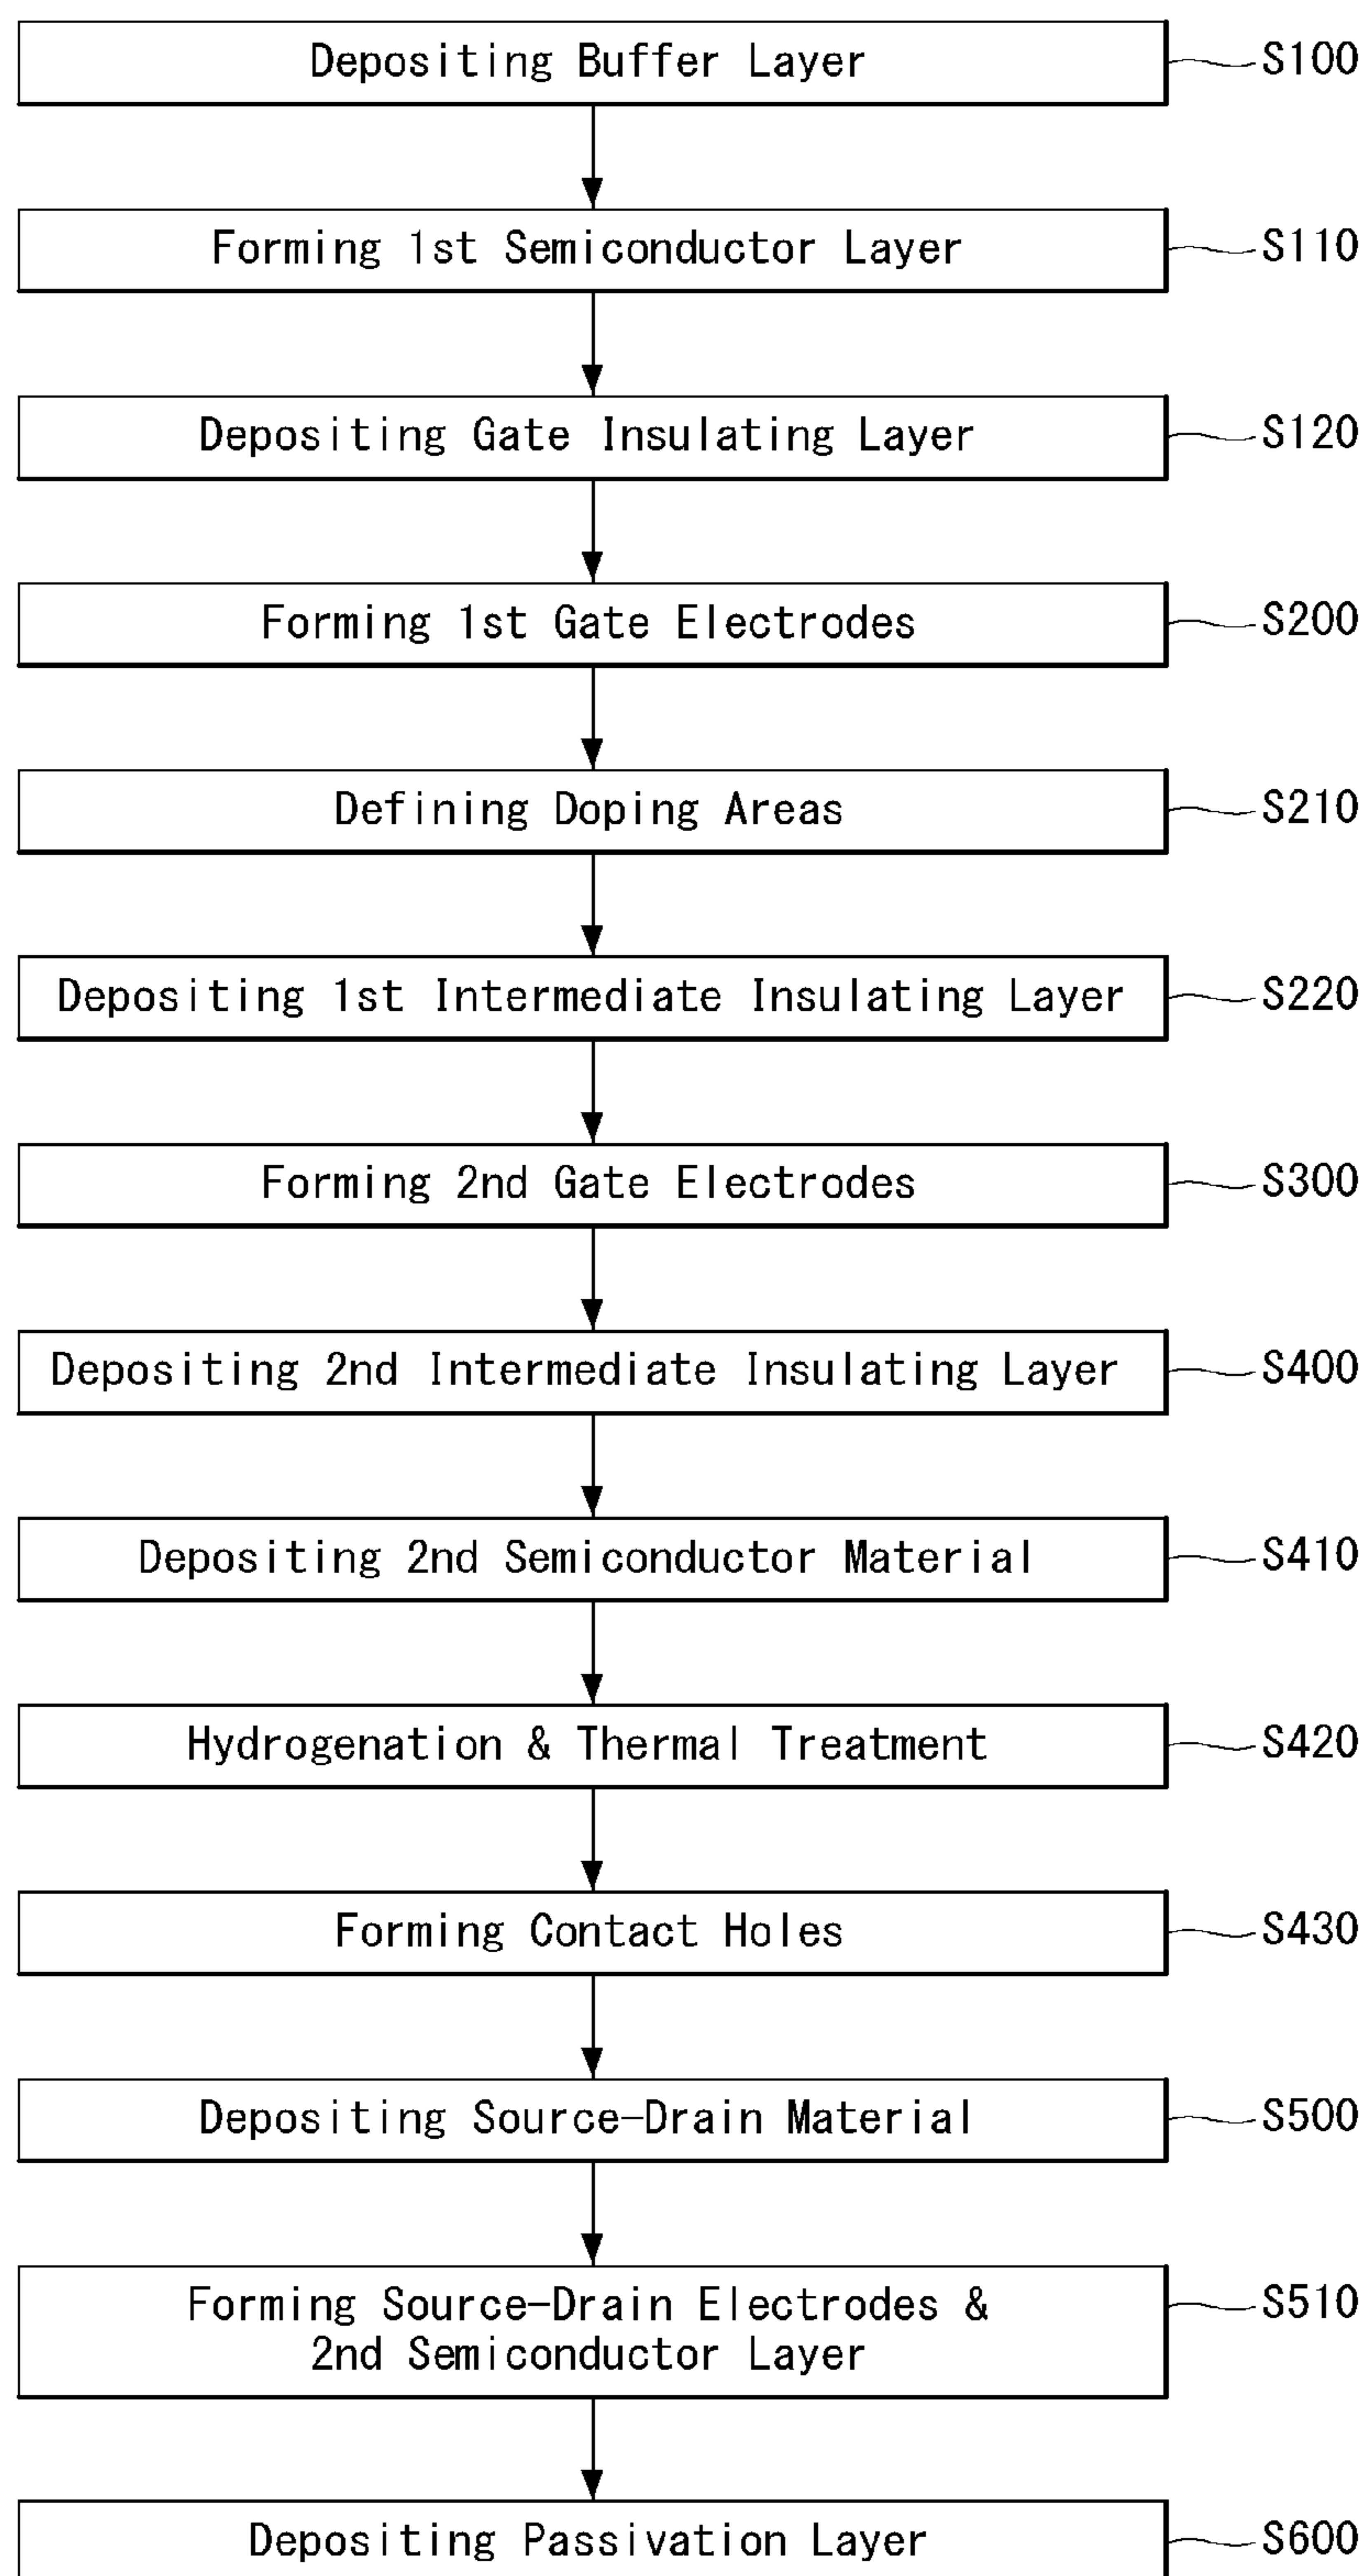 Depositing Buffer Layer
S100
Forming 1st Semiconductor Layer
S110
Depositing Gate Insulating Layer
S120
Forming 1st Gate Electrodes
S200
Defining Doping Areas
S210
Depositing 1st Intermediate Insulating Layer
S220
Forming 2nd Gate Electrodes
S300
Depositing 2nd Intermediate Insulating Layer
S400
Depositing 2nd Semiconductor Material
S410
Hydrogenation & Thermal Treatment
S420
Forming Contact Holes
S430
Depositing Source-Drain Material
S500
Forming Source-Drain Electrodes &
2nd Semiconductor Layer
S510
Depositing Passivation Layer
S600